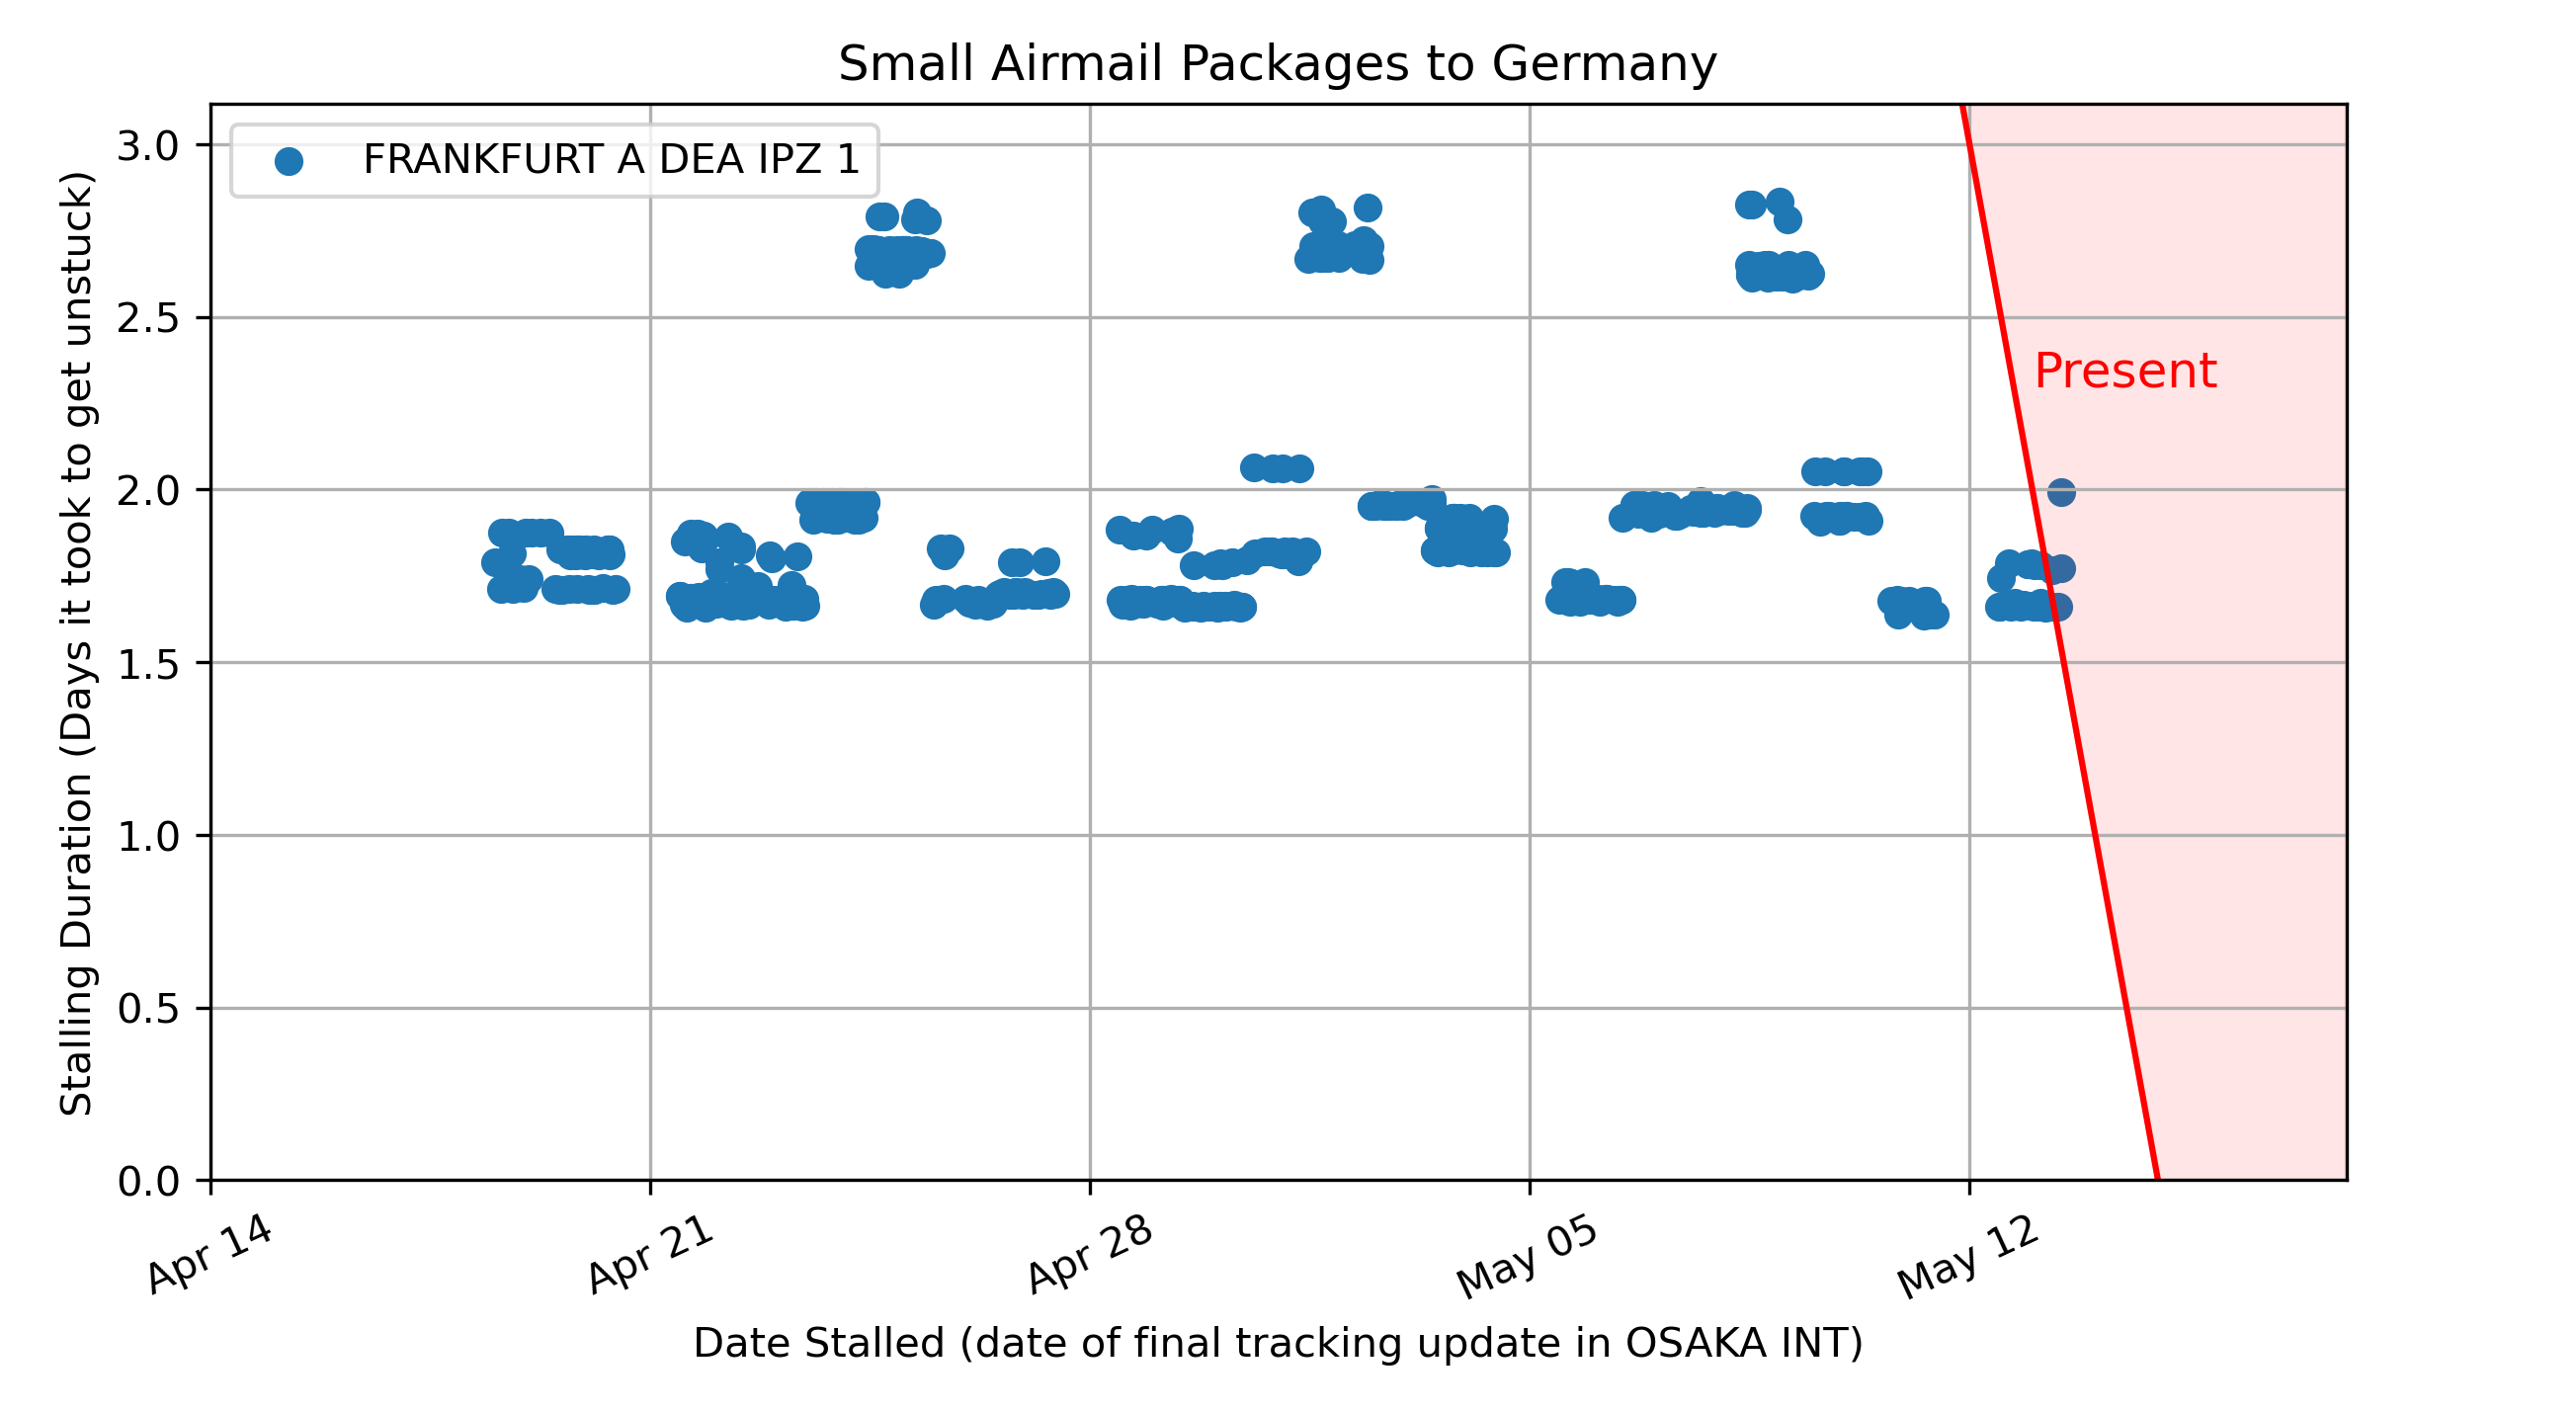 Small Airmail Packages to Germany
FRANKFURT A DEA IPZ 1
Present
3.0
2.5
2.0
1.5
1.0
0.5
0.0
Stalling Duration (Days it took to get unstuck)
Apr 14
Apr 21
Apr 28
May 05
May 12
Date Stalled (date of final tracking update in OSAKA INT)